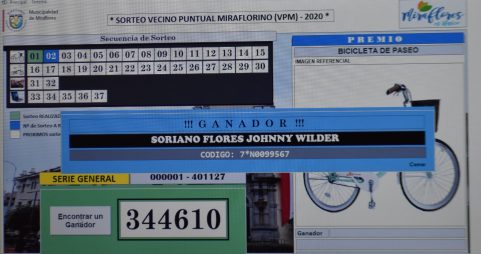 Municipalidad
de Miraflores
* SORTEO VECINO PUNTUAL MIRAFLORINO (VPM) - 2020 *
Miraflores
Secuencia de Sorteo
01 02 03 04 05 06 07 08 09 10 11 12 13 14 15
16 17 18 19 20 21 22 23 24 25 26 27 28 29 30
31 32
33 34 35 36 37
PREMIO
BICICLETA DE PASEO
IMAGEN REFERENCIAL
!!! GANADOR !!!
SORIANO FLORES JOHNNY WILDER
CODIGO: 7*N0099567
Cerrar
SERIE GENERAL
000001 - 401127
Encontrar un
Ganador
344610
Ganador